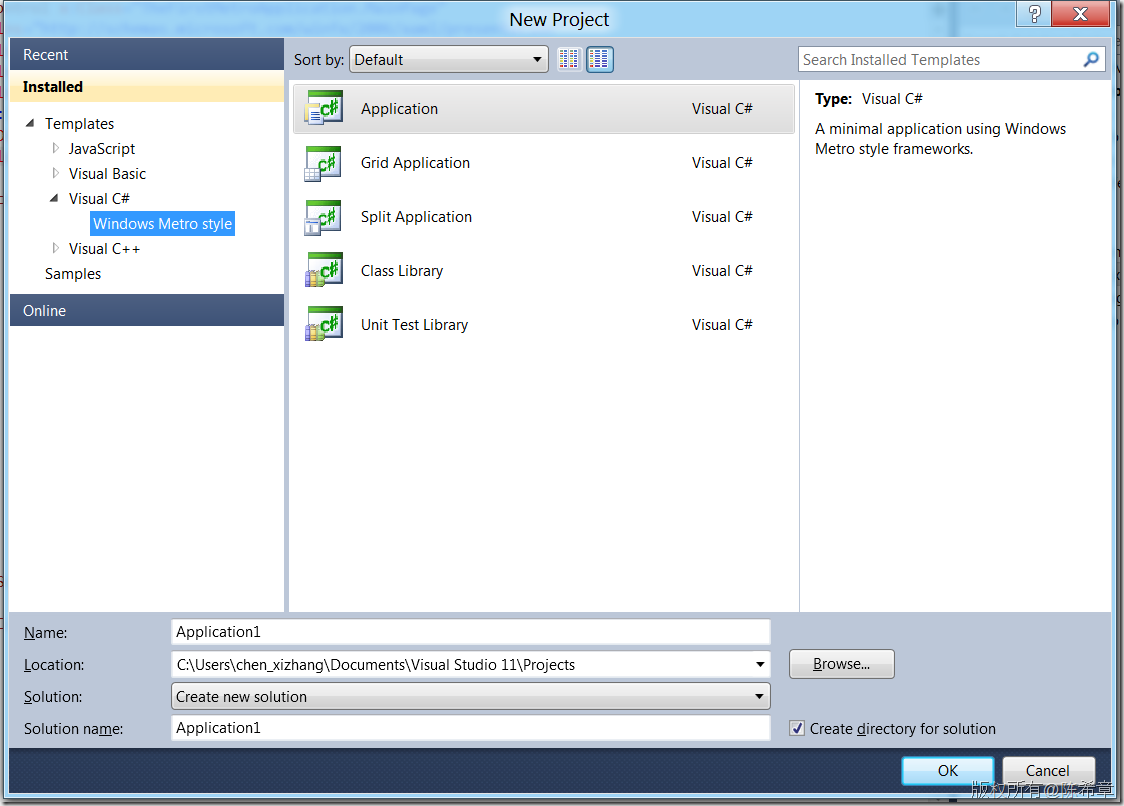 New Project
Recent
Installed
Templates
JavaScript
Visual Basic
Visual C#
Windows Metro style
Visual C++
Samples
Online
Sort by: Default
Search Installed Templates
Application Visual C#
Grid Application Visual C#
Split Application Visual C#
Class Library Visual C#
Unit Test Library Visual C#
Type: Visual C#
A minimal application using Windows
Metro style frameworks.
Name: Application1
Location: C:\Users\chen_xizhang\Documents\Visual Studio 11\Projects
Browse...
Solution: Create new solution
Solution name: Application1
Create directory for solution
OK Cancel
版权所有@陈希章